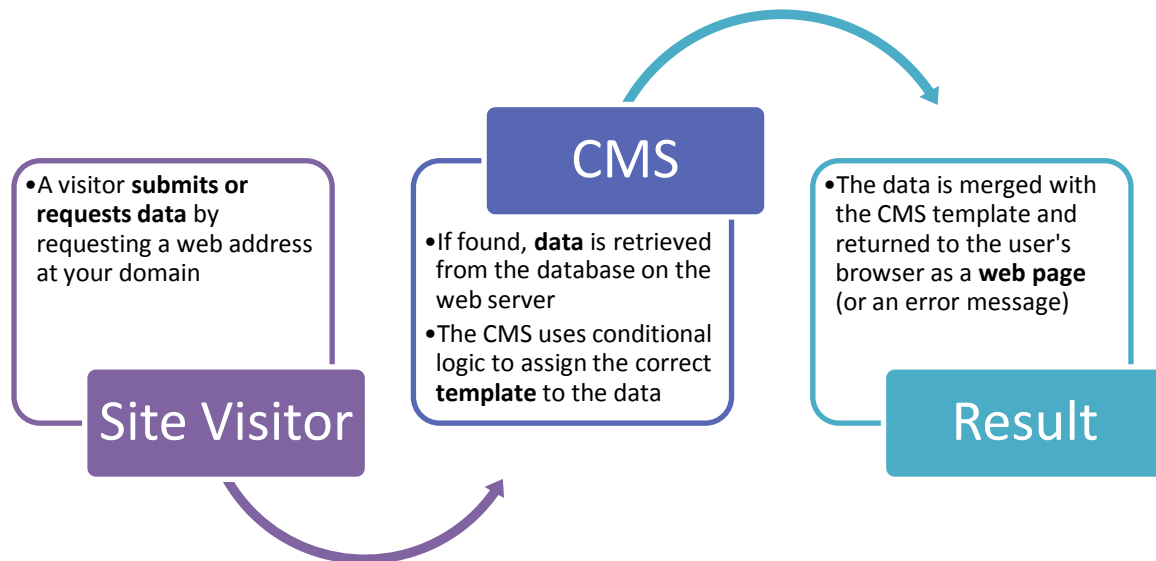 •A visitor submits or
requests data by
requesting a web address
at your domain
Site Visitor
CMS
•If found, data is retrieved
from the database on the
web server
•The CMS uses conditional
logic to assign the correct
template to the data
•The data is merged with
the CMS template and
returned to the user's
browser as a web page
(or an error message)
Result